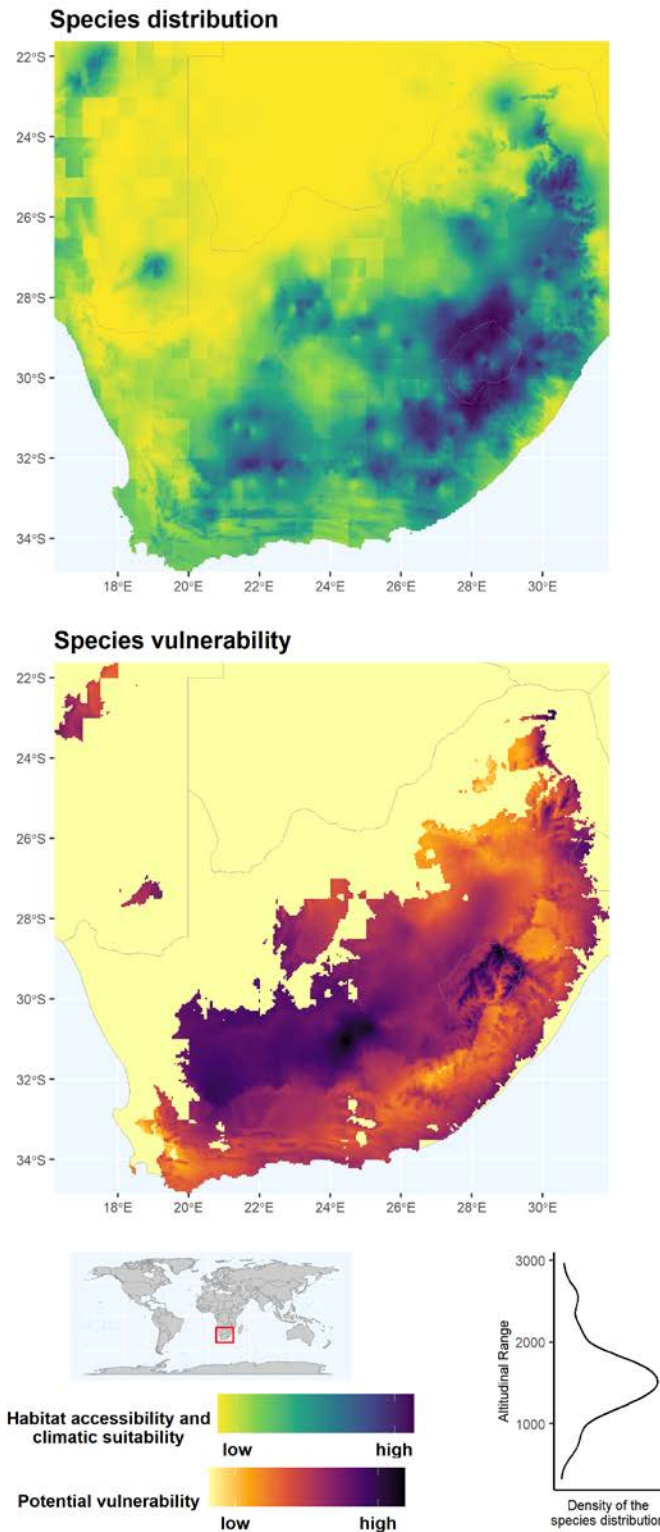 Species distribution
22°S
24°S
26°S
28°S
30°S
32°S
34°S
18°E 20°E 22°E 24°E 26°E 28°E 30°E
Species vulnerability
22°S
24°S
26°S
28°S
30°S
32°S
34°S
18°E 20°E 22°E 24°E 26°E 28°E 30°E
Habitat accessibility and
climatic suitability
low high
Potential vulnerability
low high
3000
2000
1000
Altitudinal Range
Density of the
species distribution